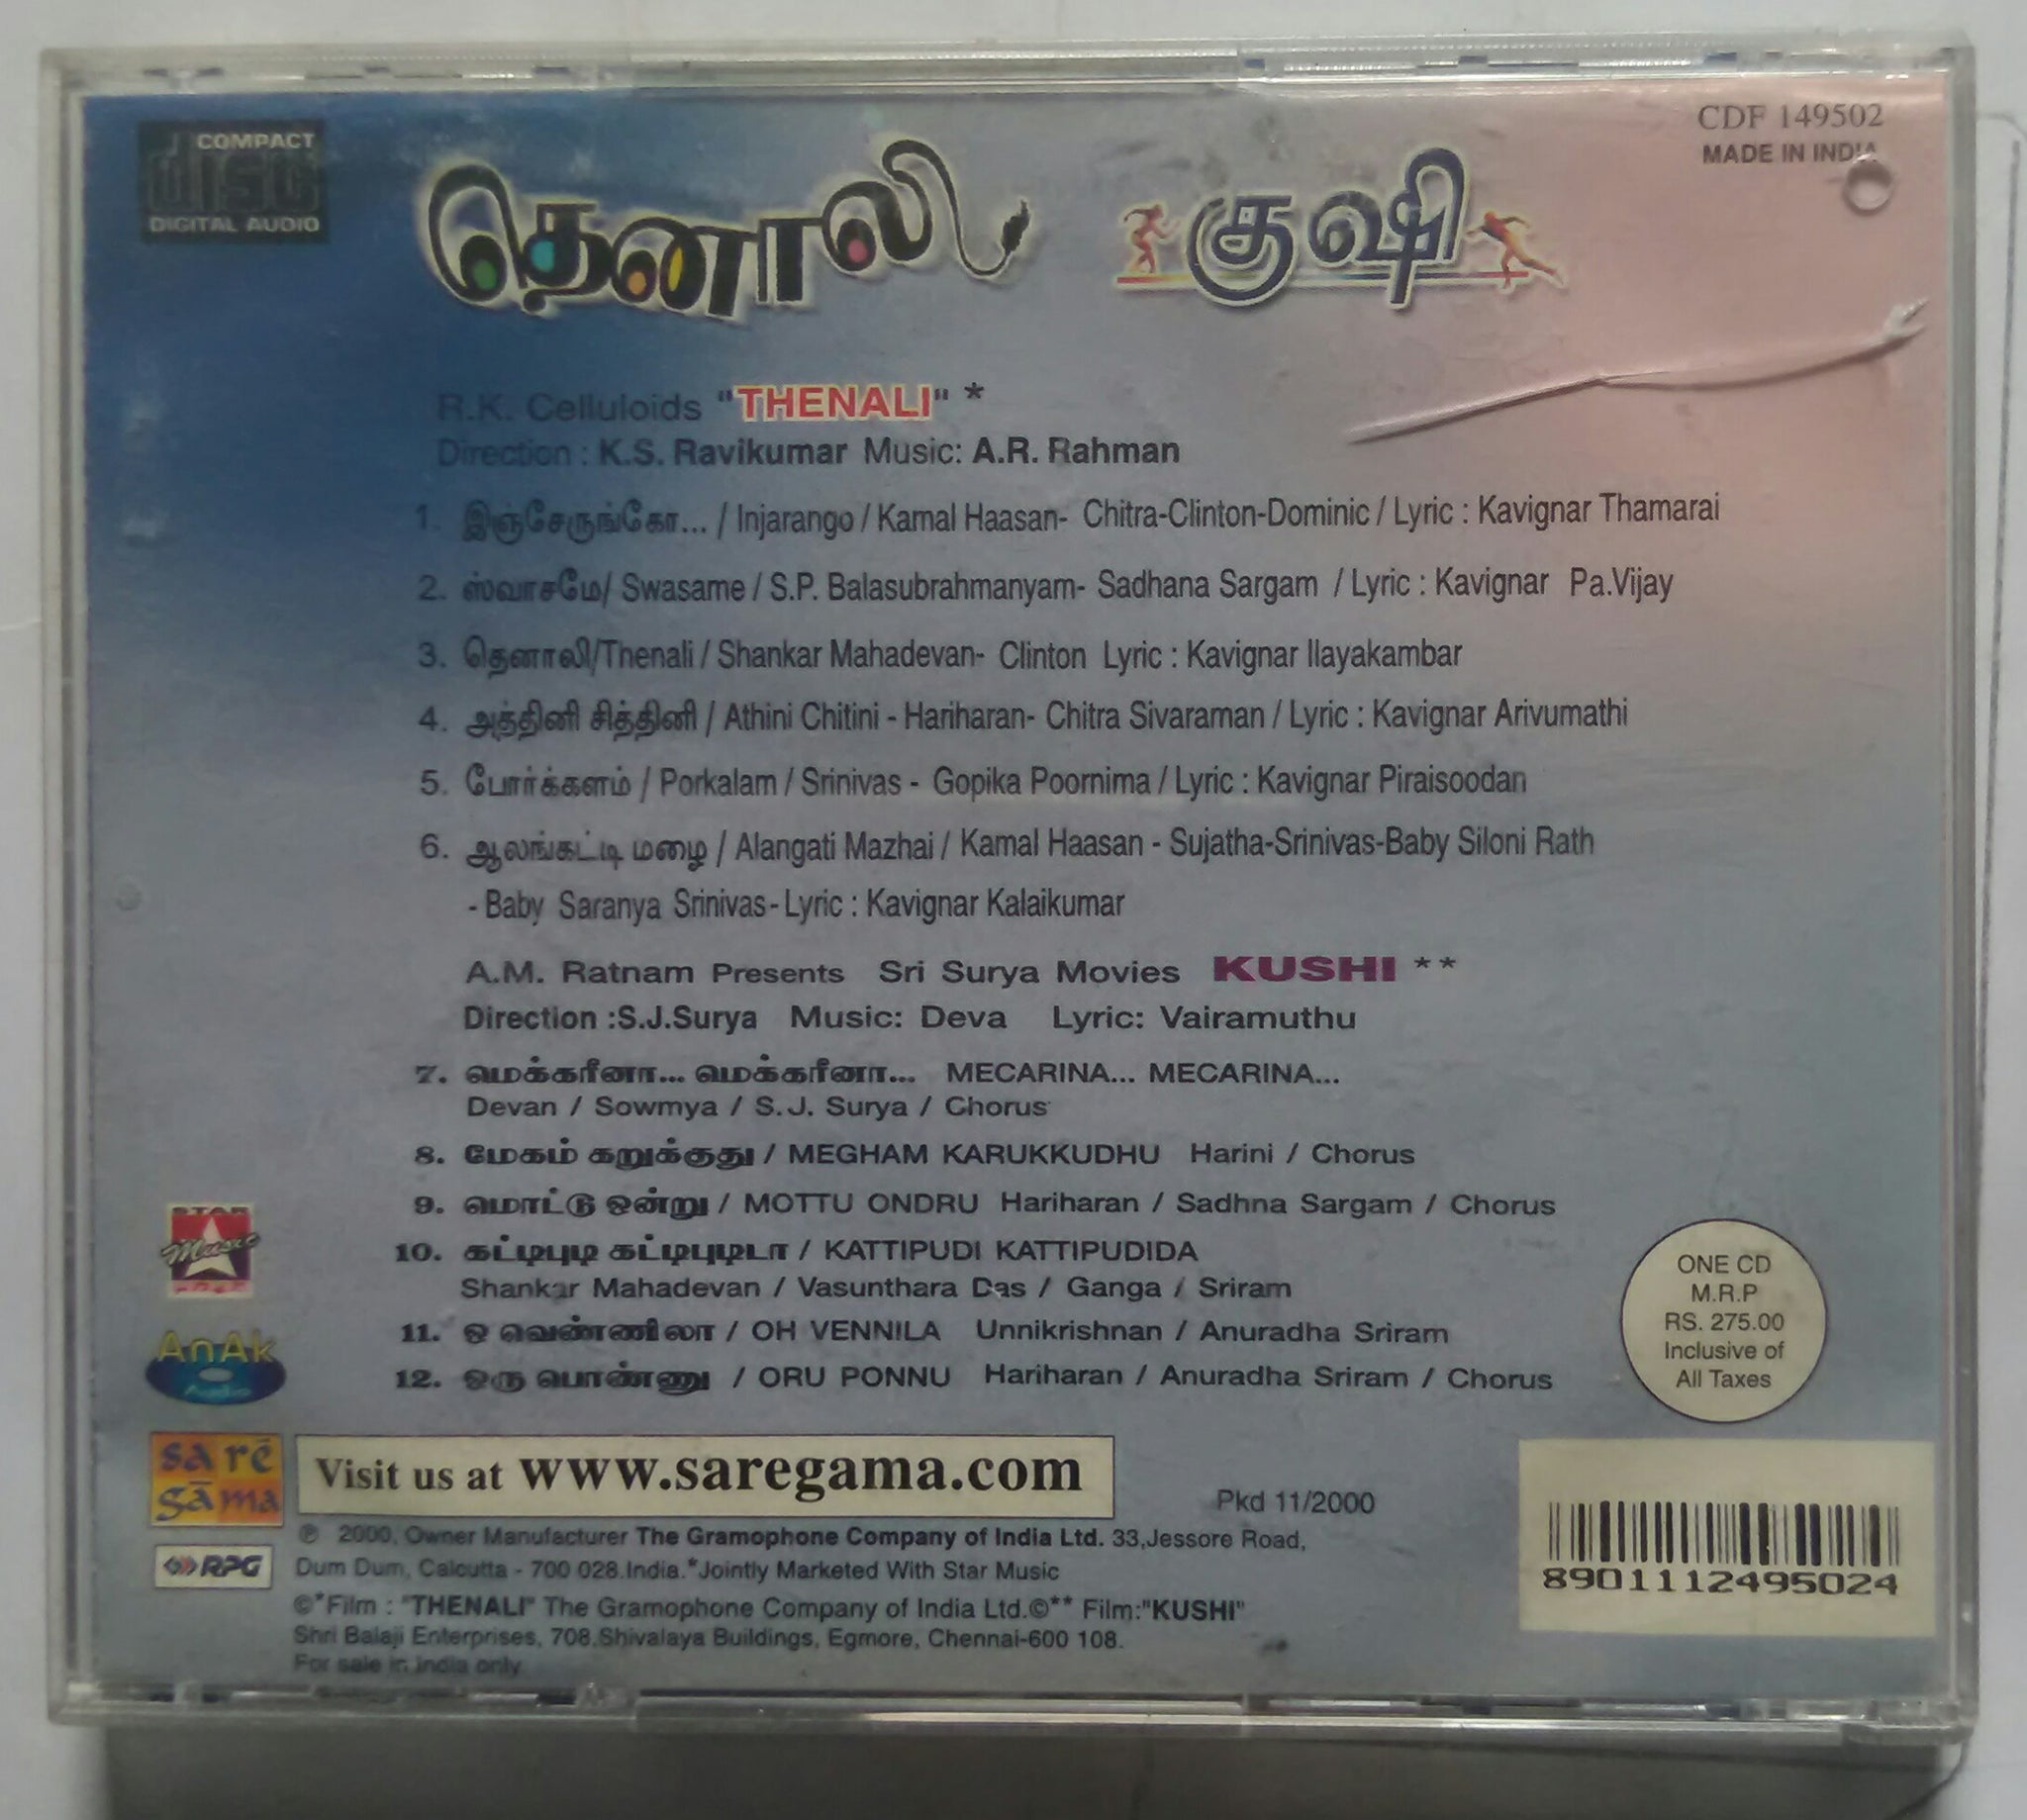 COMPACT
disc
DIGITAL AUDIO
CDF 149502
MADE IN INDIA
தெனாலி
குஷி
R.K. Celluloids "THENALI" *
Direction : K.S. Ravikumar Music: A.R. Rahman
1. இஞ்சேருங்கோ... / Injarango / Kamal Haasan- Chitra-Clinton-Dominic / Lyric : Kavignar Thamarai
2. ஸ்வாசமே/ Swasame / S.P. Balasubrahmanyam- Sadhana Sargam / Lyric : Kavignar Pa.Vijay
3. தெனாலி/Thenali / Shankar Mahadevan- Clinton Lyric : Kavignar Ilayakambar
4. அத்தினி சித்தினி / Athini Chitini - Hariharan- Chitra Sivaraman / Lyric : Kavignar Arivumathi
5. போர்க்களம் / Porkalam / Srinivas - Gopika Poornima / Lyric : Kavignar Piraisoodan
6. ஆலங்கட்டி மழை / Alangati Mazhai / Kamal Haasan - Sujatha-Srinivas-Baby Siloni Rath
- Baby Saranya Srinivas-Lyric : Kavignar Kalaikumar
A.M. Ratnam Presents Sri Surya Movies KUSHI **
Direction :S.J.Surya Music: Deva Lyric: Vairamuthu
7. மெக்கரீனா... மெக்கரீனா... MECARINA... MECARINA...
Devan / Sowmya / S.J. Surya / Chorus
8. மேகம் கறுக்குது / MEGHAM KARUKKUDHU Harini / Chorus
9. மொட்டு ஒன்று / MOTTU ONDRU Hariharan / Sadhna Sargam / Chorus
10. கட்டிபுடி கட்டிபுடிடா / KATTIPUDI KATTIPUDIDA
Shankar Mahadevan / Vasunthara Das / Ganga / Sriram
11. ஓ வெண்ணிலா / OH VENNILA Unnikrishnan / Anuradha Sriram
12. ஒரு பொண்ணு / ORU PONNU Hariharan / Anuradha Sriram / Chorus
STAR
Music
AnAk
Audio
ONE CD
M.R.P
RS. 275.00
Inclusive of
All Taxes
sa rē
gā ma
RPG
Visit us at www.saregama.com
Pkd 11/2000
℗ 2000, Owner Manufacturer The Gramophone Company of India Ltd. 33,Jessore Road,
Dum Dum, Calcutta - 700 028.India.*Jointly Marketed With Star Music
©*Film : "THENALI" The Gramophone Company of India Ltd.©** Film:"KUSHI"
Shri Balaji Enterprises, 708.Shivalaya Buildings, Egmore, Chennai-600 108.
For sale in India only
8901112495024